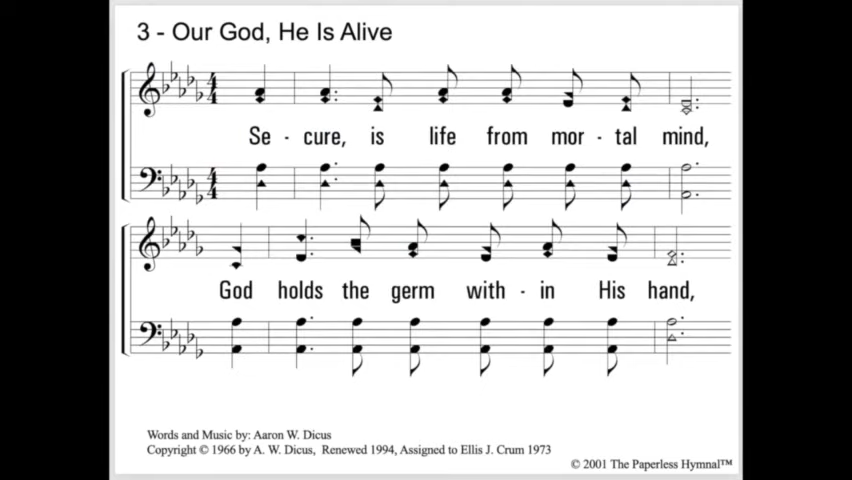 3 - Our God, He Is Alive
Se - cure, is life from mor - tal mind,
God holds the germ with - in His hand,
Words and Music by: Aaron W. Dicus
Copyright © 1966 by A. W. Dicus, Renewed 1994, Assigned to Ellis J. Crum 1973
© 2001 The Paperless Hymnal™